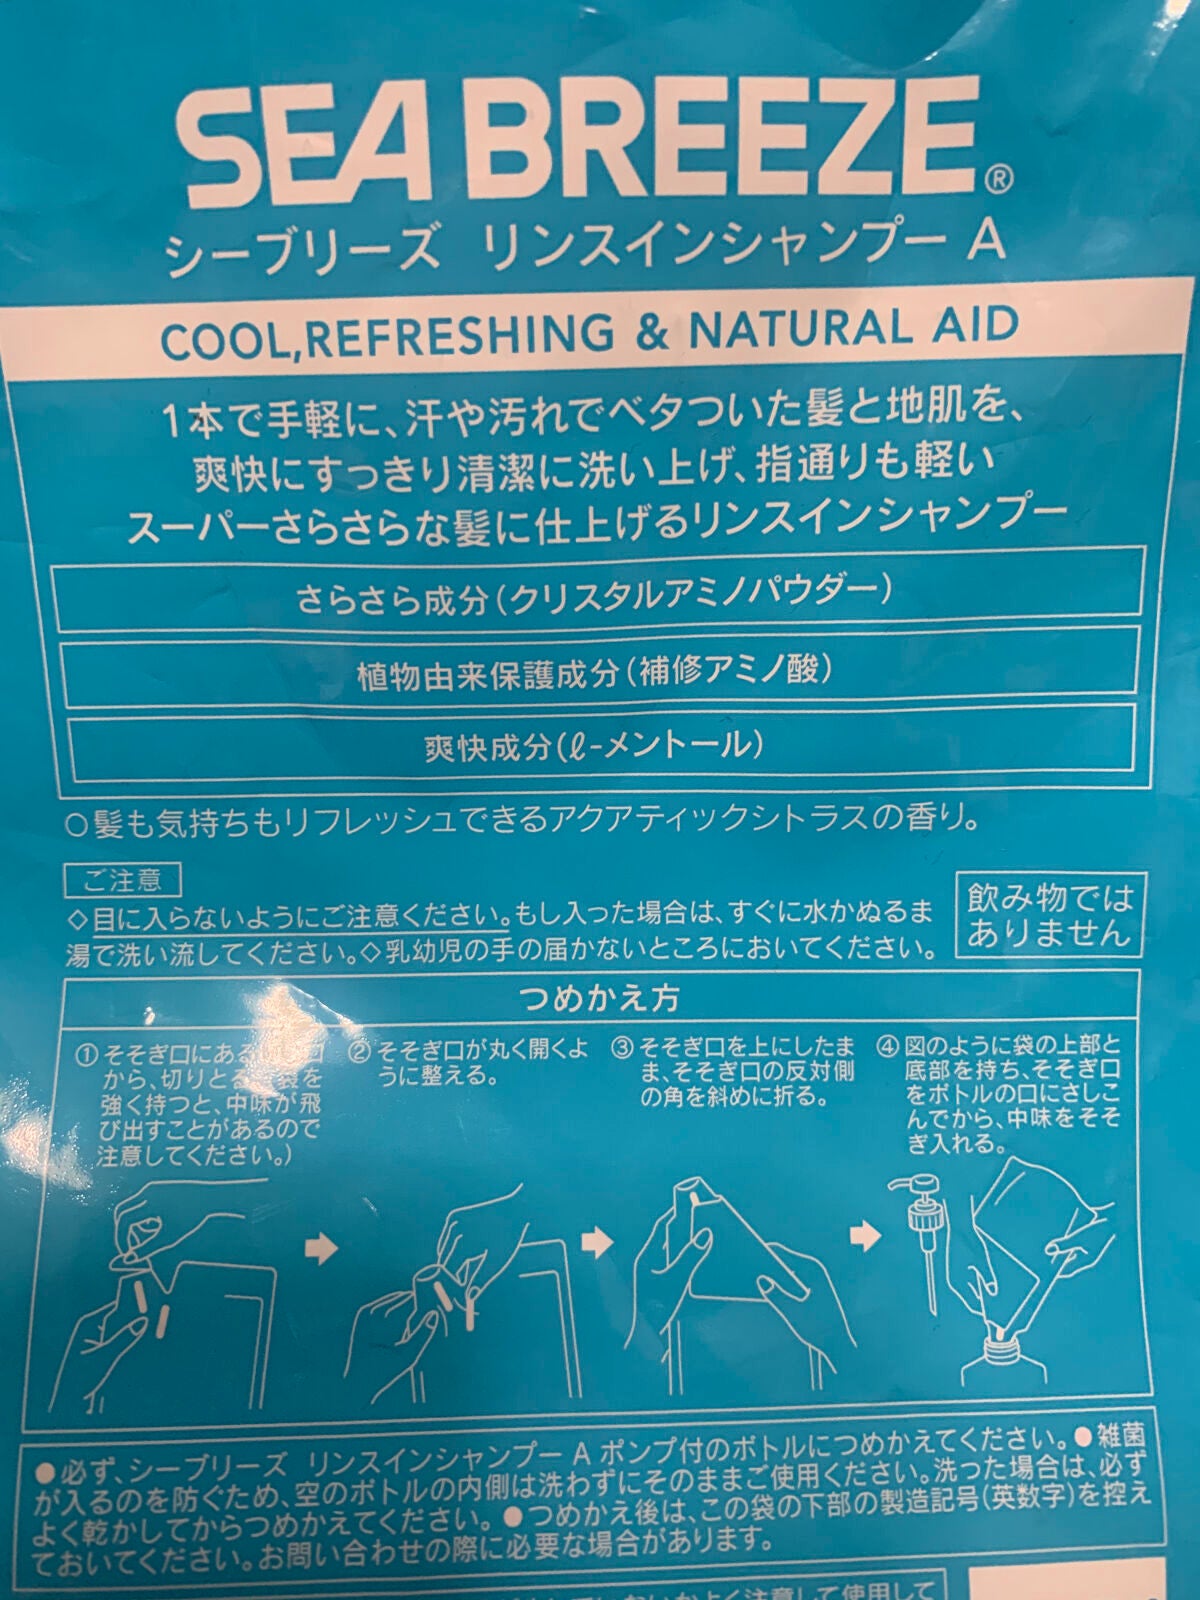 SEA BREEZE®
シーブリーズ リンスインシャンプー A
COOL,REFRESHING & NATURAL AID
1本で手軽に、汗や汚れでベタついた髪と地肌を、
爽快にすっきり清潔に洗い上げ、指通りも軽い
スーパーさらさらな髪に仕上げるリンスインシャンプー
さらさら成分(クリスタルアミノパウダー)
植物由来保護成分(補修アミノ酸)
爽快成分(ℓ-メントール)
○髪も気持ちもリフレッシュできるアクアティックシトラスの香り。
ご注意
◇目に入らないようにご注意ください。もし入った場合は、すぐに水かぬるま
湯で洗い流してください。◇乳幼児の手の届かないところにおいてください。
飲み物では
ありません
つめかえ方
① そそぎ口にある
から、切りとる 袋を
強く持つと、中味が飛
び出すことがあるので
注意してください。)
② そそぎ口が丸く開くよ
うに整える。
③ そそぎ口を上にしたま
ま、そそぎ口の反対側
の角を斜めに折る。
④ 図のように袋の上部と
底部を持ち、そそぎ口
をボトルの口にさしこ
んでから、中味をそそ
ぎ入れる。
●必ず、シーブリーズ リンスインシャンプー A ポンプ付のボトルにつめかえてください。●雑菌
が入るのを防ぐため、空のボトルの内側は洗わずにそのままご使用ください。洗った場合は、必ず
よく乾かしてからつめかえてください。●つめかえ後は、この袋の下部の製造記号(英数字)を控え
ておいてください。お問い合わせの際に必要な場合があります。
ないかよく注意して使用して